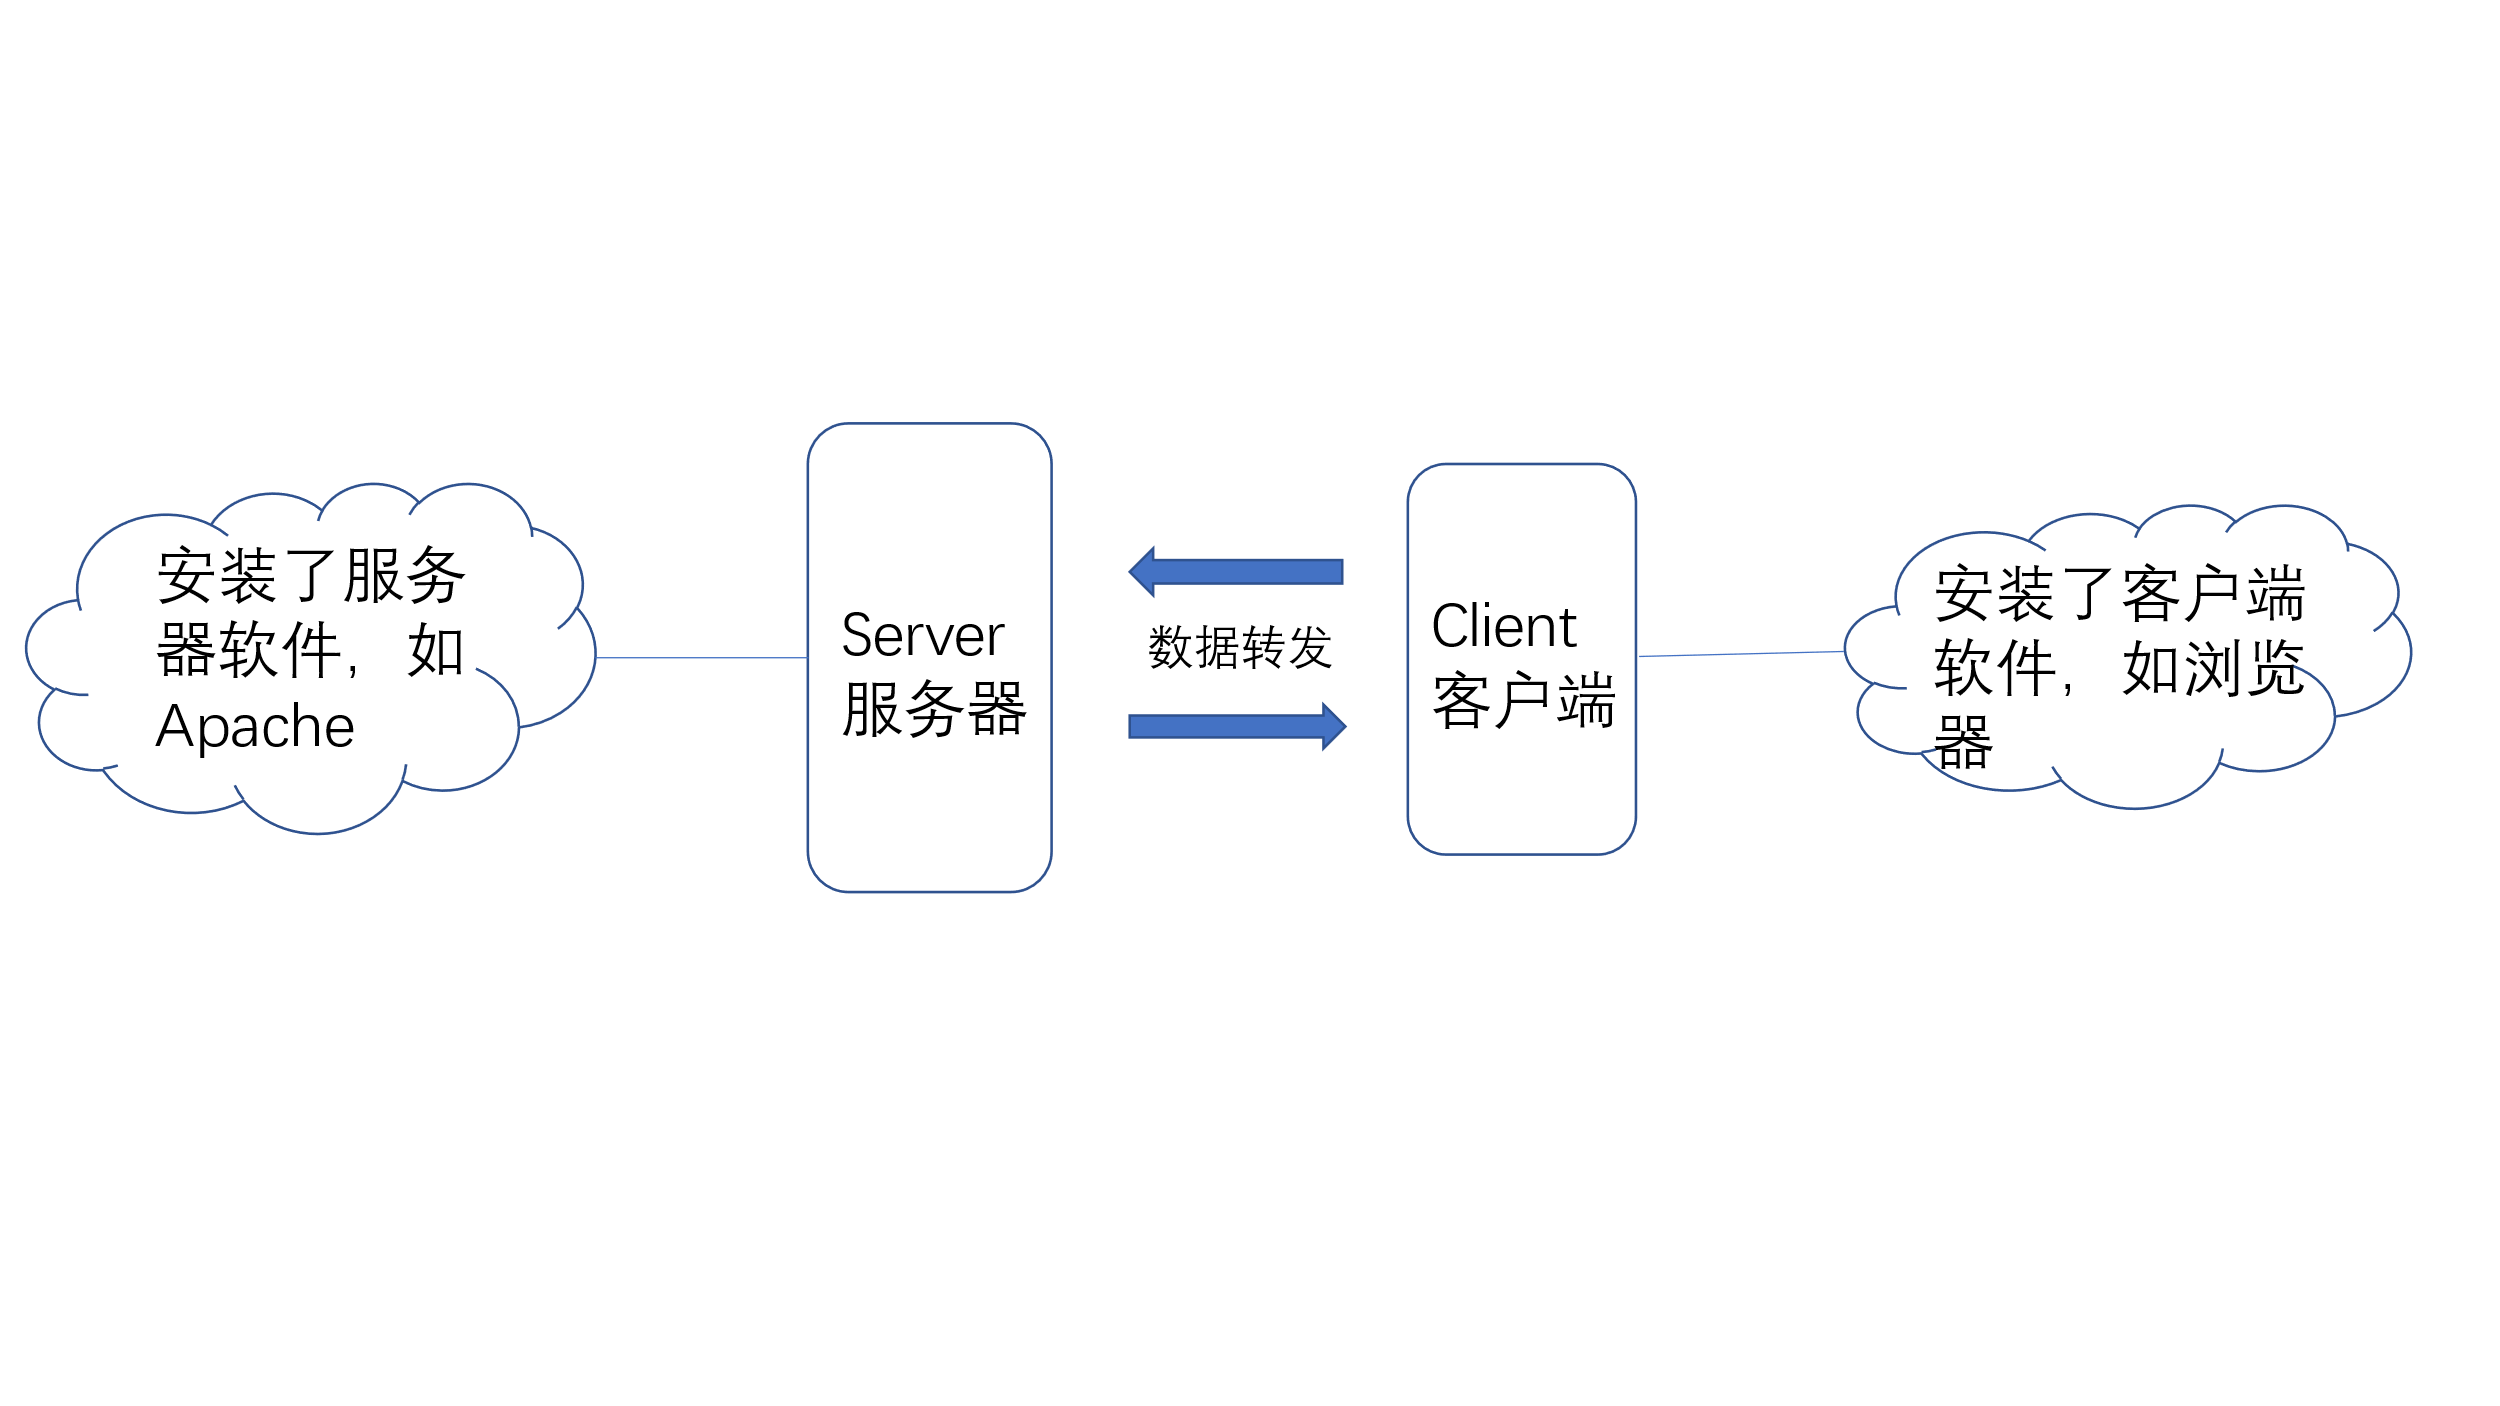 安装了服务
器软件，如
Apache
Server
服务器
数据转发
Client
客户端
安装了客户端
软件，如浏览
器